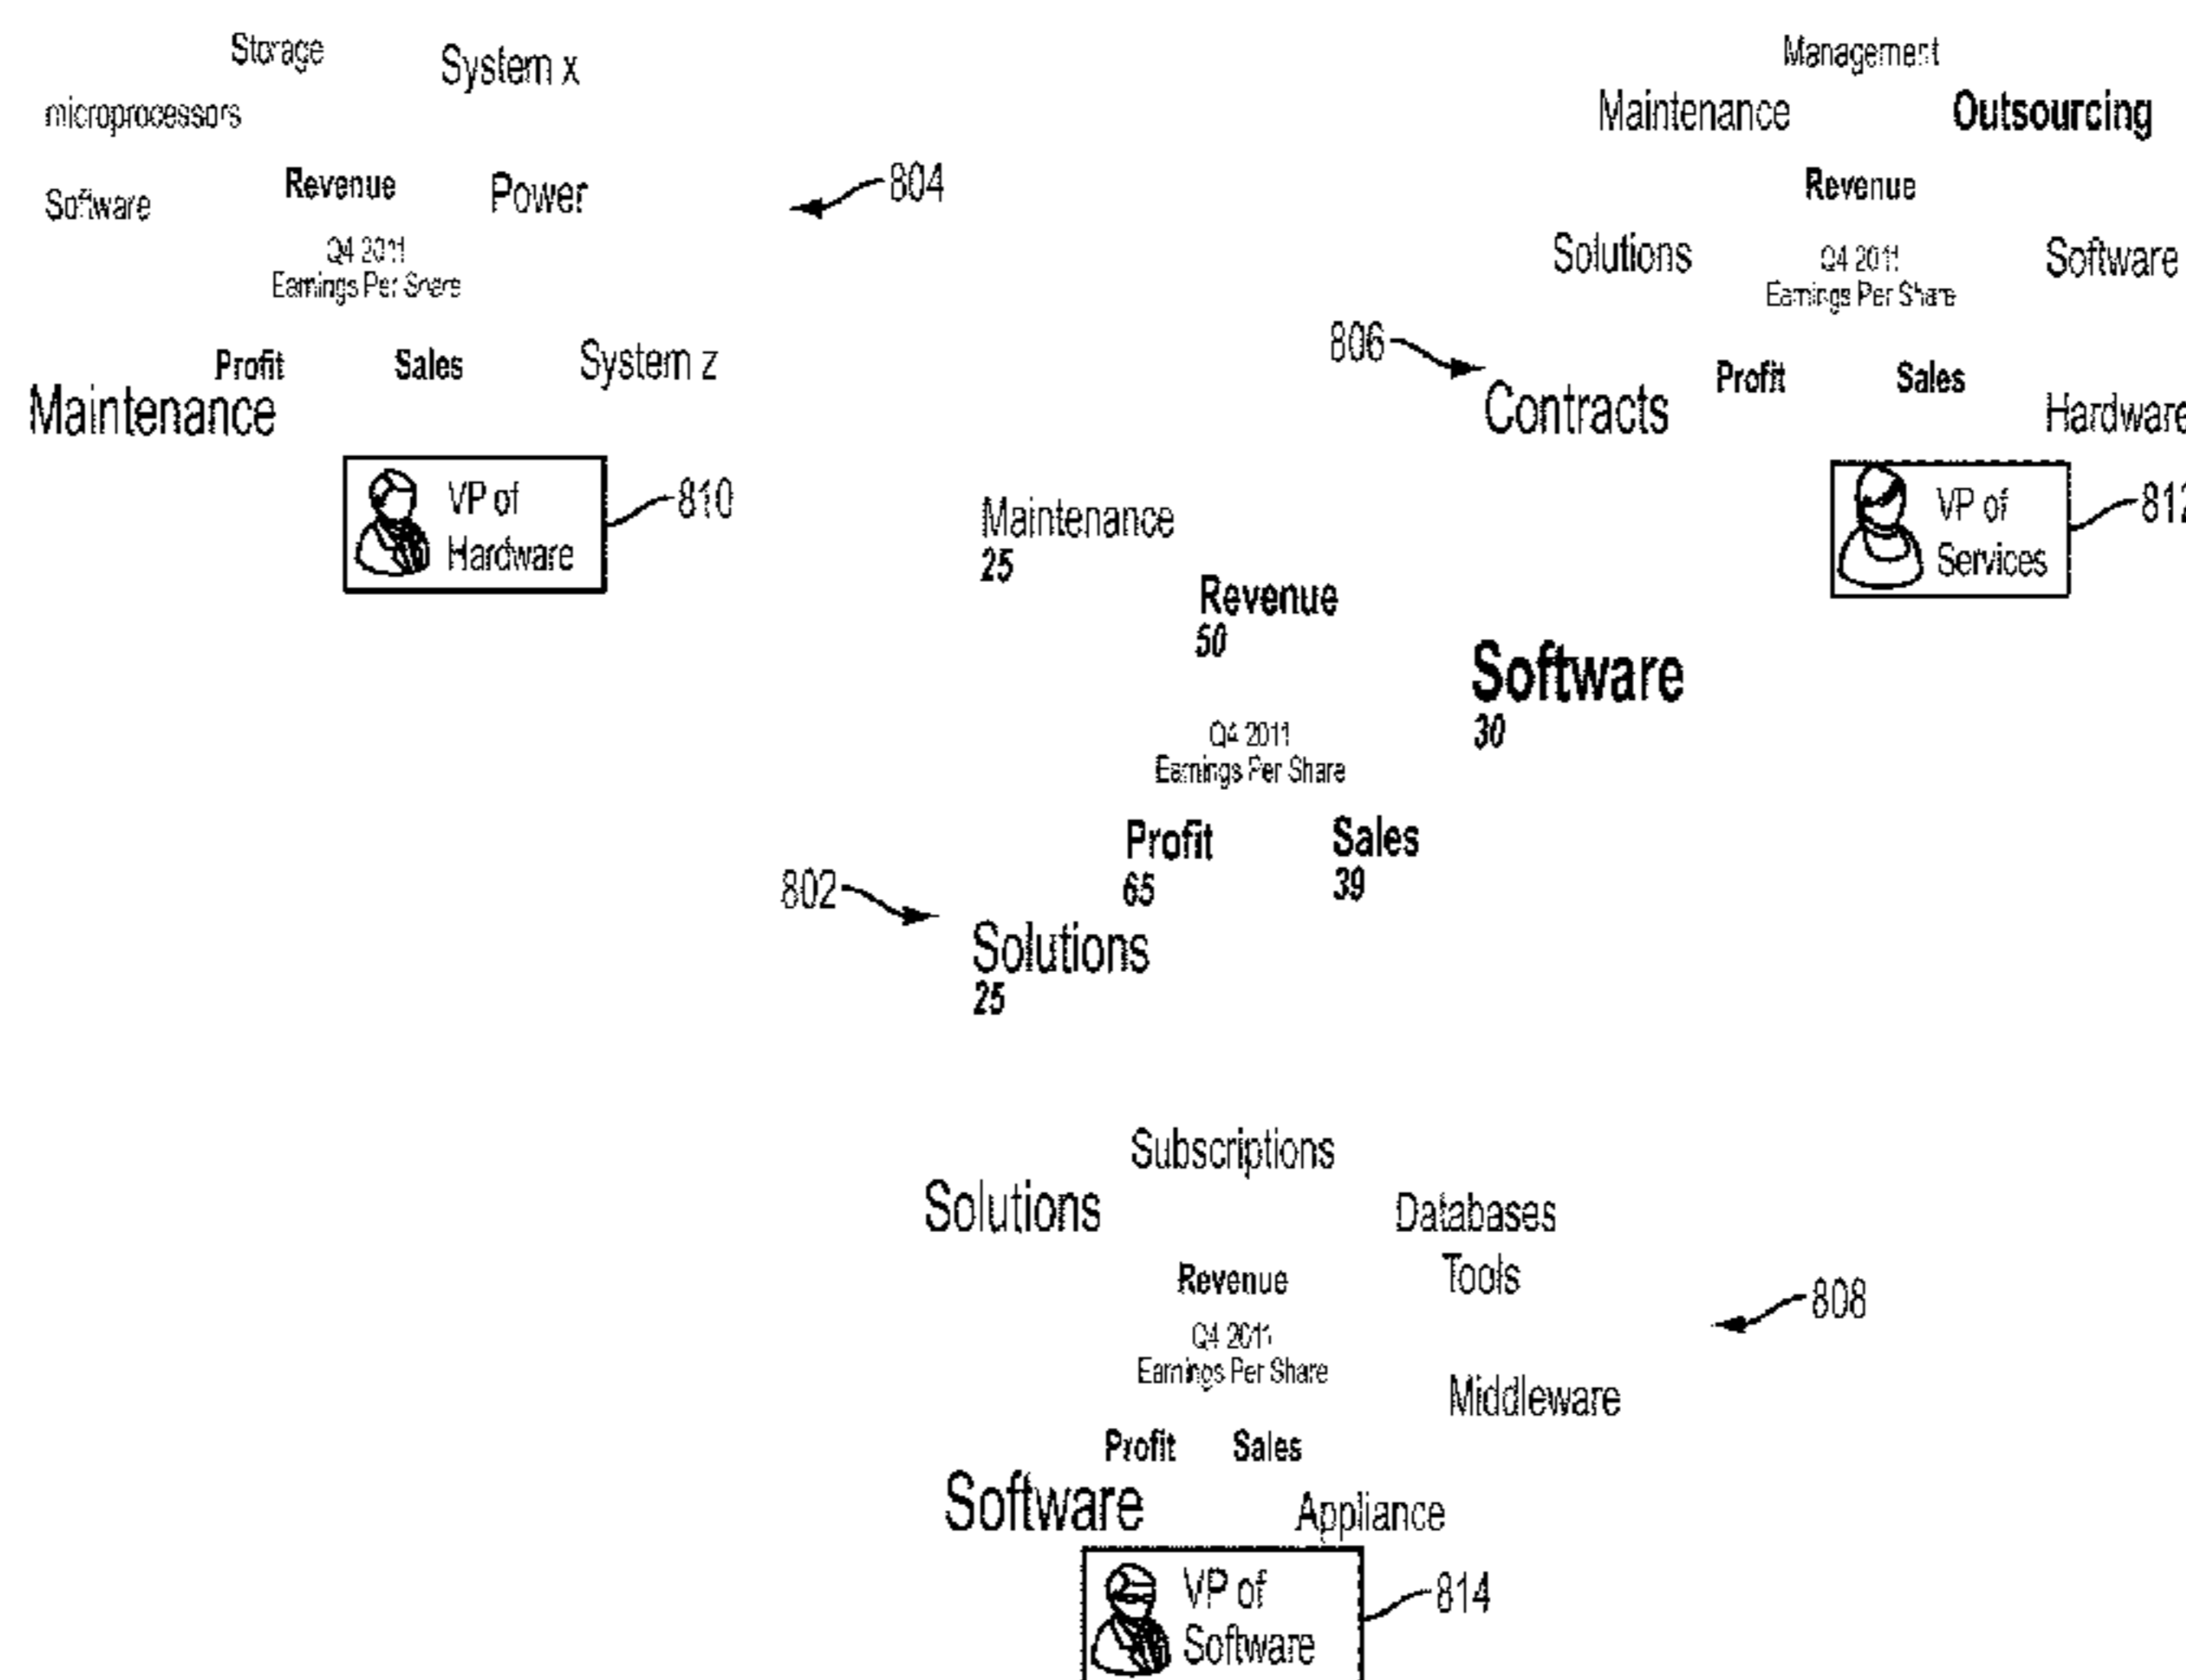 Storage
System x
microprocessors
Revenue
Power
804
Software
Q4 2011
Earnings Per Share
Profit
Sales
System z
Maintenance
VP of
Hardware
810
Management
Maintenance
Outsourcing
Revenue
Solutions
Q4 2011
Earnings Per Share
Software
806
Contracts
Profit
Sales
Hardware
VP of
Services
812
Maintenance
25
Revenue
50
Software
30
Q4 2011
Earnings Per Share
Profit
65
Sales
39
802
Solutions
25
Subscriptions
Solutions
Databases
Tools
Revenue
808
Q4 2011
Earnings Per Share
Middleware
Profit
Sales
Software
Appliance
VP of
Software
814